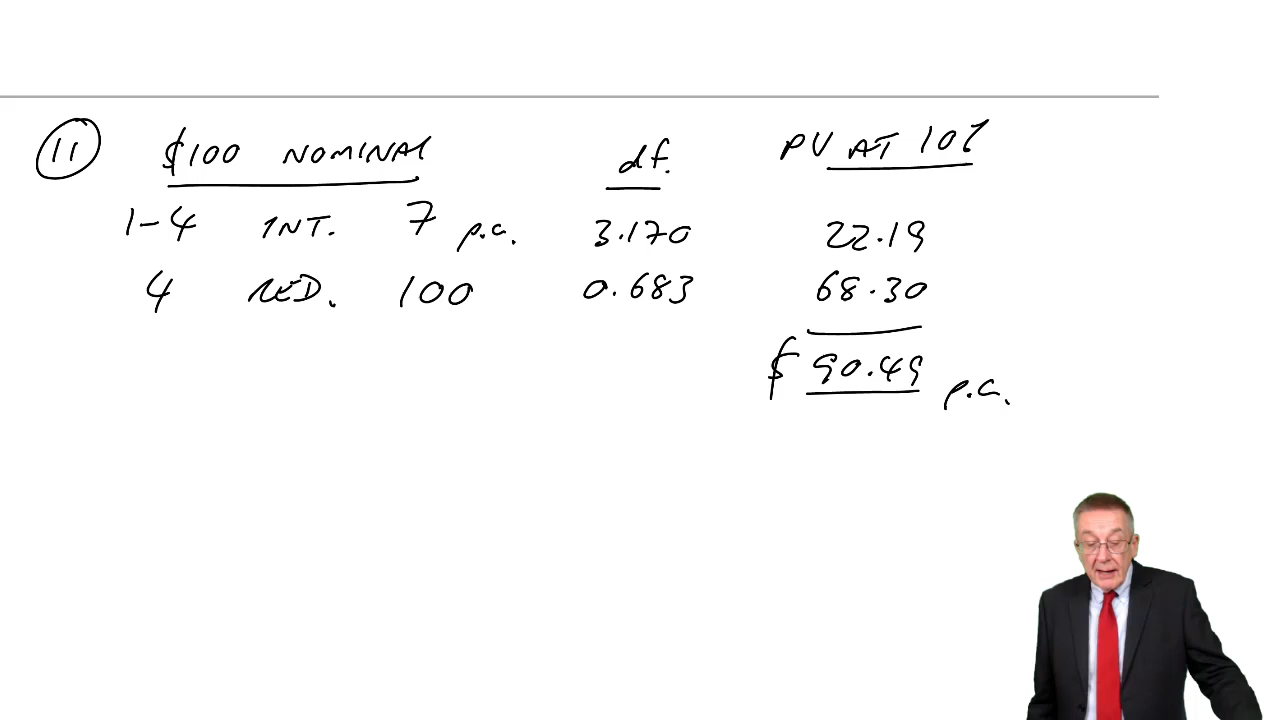 11 $100 NOMINAL df. PV AT 10%
1-4 INT. 7 p.a. 3.170 22.19
4 RED. 100 0.683 68.30
$ 90.49 p.a.